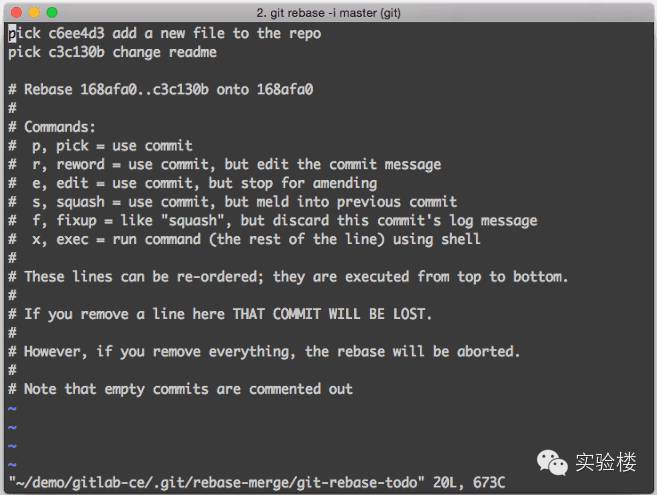 2. git rebase -i master (git)
pick c6ee4d3 add a new file to the repo
pick c3c130b change readme

# Rebase 168afa0..c3c130b onto 168afa0
#
# Commands:
#  p, pick = use commit
#  r, reword = use commit, but edit the commit message
#  e, edit = use commit, but stop for amending
#  s, squash = use commit, but meld into previous commit
#  f, fixup = like "squash", but discard this commit's log message
#  x, exec = run command (the rest of the line) using shell
#
# These lines can be re-ordered; they are executed from top to bottom.
#
# If you remove a line here THAT COMMIT WILL BE LOST.
#
# However, if you remove everything, the rebase will be aborted.
#
# Note that empty commits are commented out
~
~
~
~
"~/demo/gitlab-ce/.git/rebase-merge/git-rebase-todo" 20L, 673C
实验楼